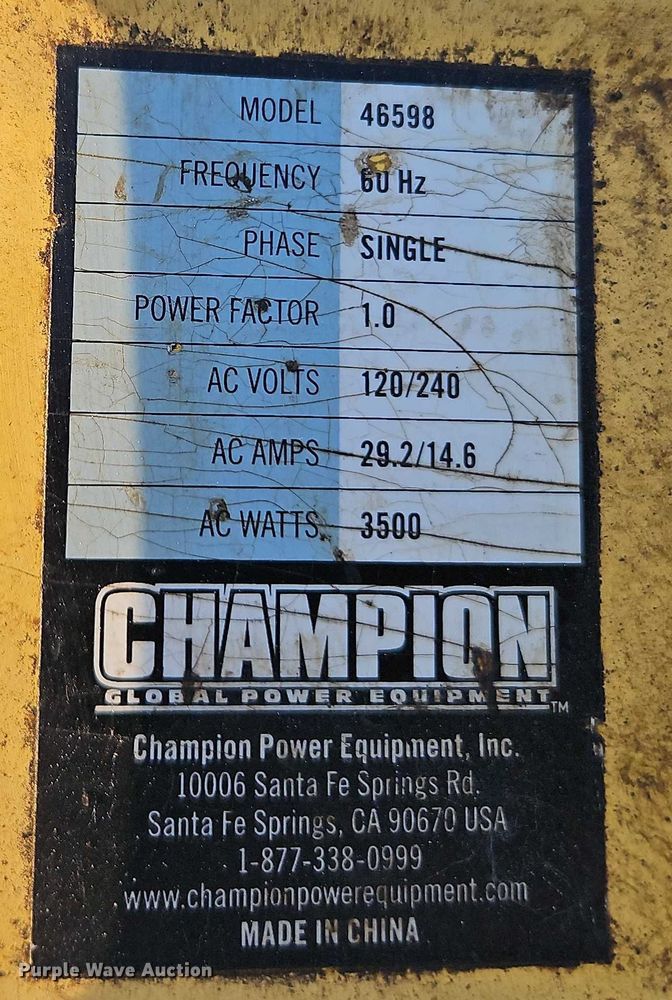 MODEL 46598
FREQUENCY 60 Hz
PHASE SINGLE
POWER FACTOR 1.0
AC VOLTS 120/240
AC AMPS 29.2/14.6
AC WATTS 3500
CHAMPION
GLOBAL POWER EQUIPMENT TM
Champion Power Equipment, Inc.
10006 Santa Fe Springs Rd.
Santa Fe Springs, CA 90670 USA
1-877-338-0999
www.championpowerequipment.com
MADE IN CHINA
Purple Wave Auction